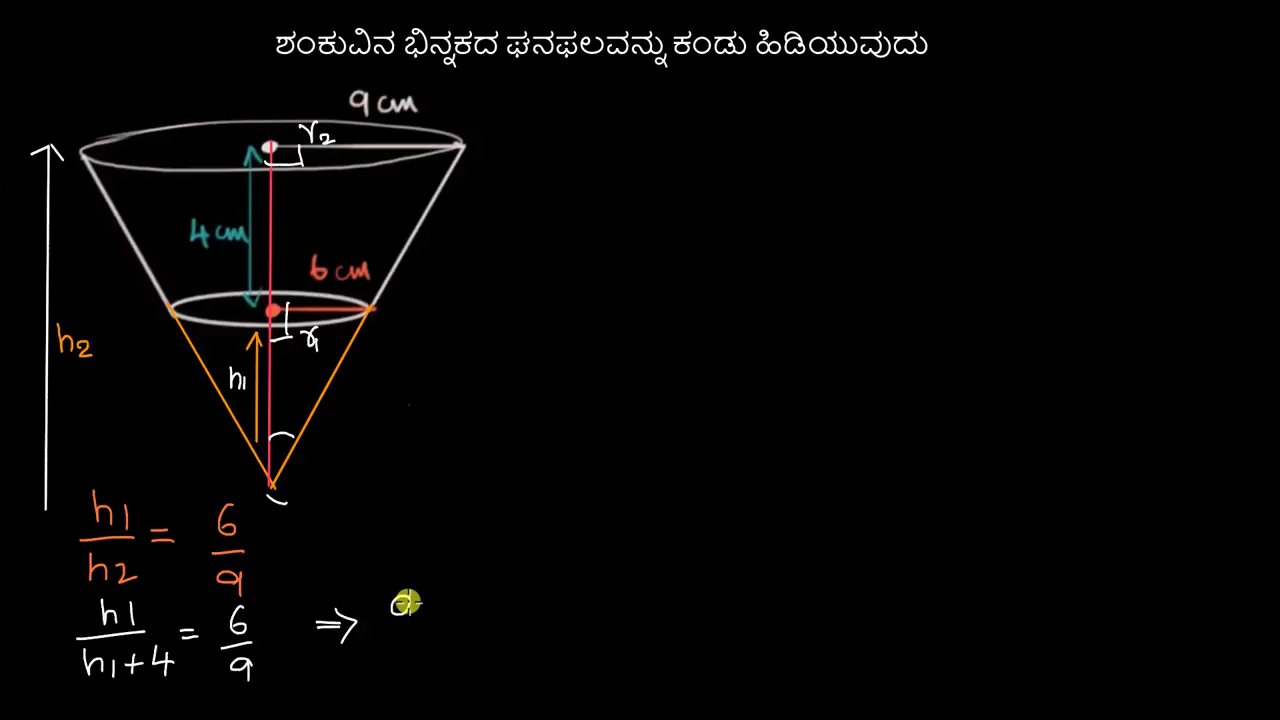 ಶಂಕುವಿನ ಭಿನ್ನಕದ ಘನಫಲವನ್ನು ಕಂಡು ಹಿಡಿಯುವುದು
9 cm
r2
4 cm
6 cm
r1
h2
h1
h1/h2 = 6/9
h1/h1+4 = 6/9 ⇒